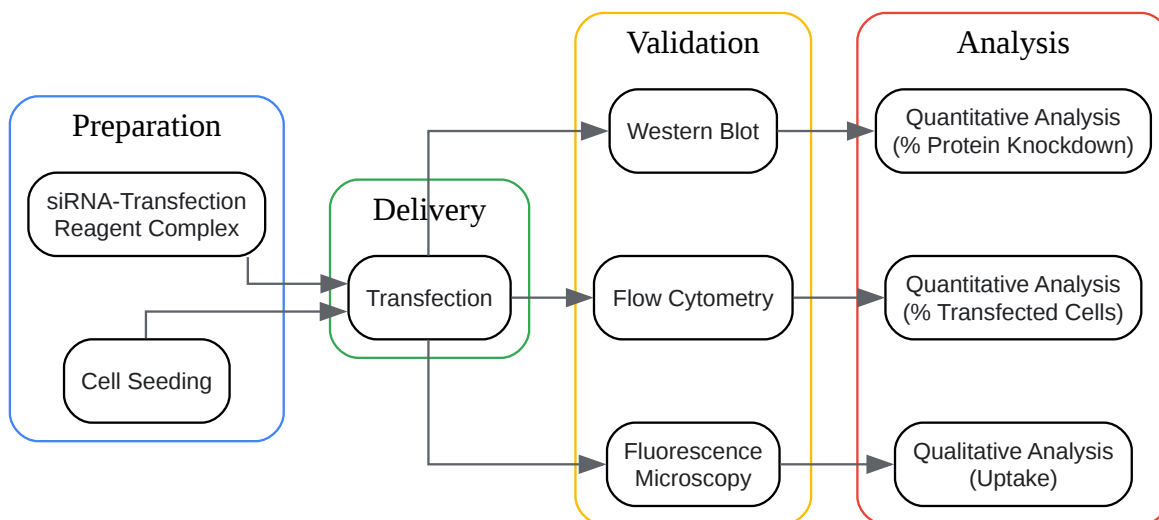 Preparation
siRNA-Transfection
Reagent Complex
Cell Seeding
Delivery
Transfection
Validation
Western Blot
Flow Cytometry
Fluorescence
Microscopy
Analysis
Quantitative Analysis
(% Protein Knockdown)
Quantitative Analysis
(% Transfected Cells)
Qualitative Analysis
(Uptake)